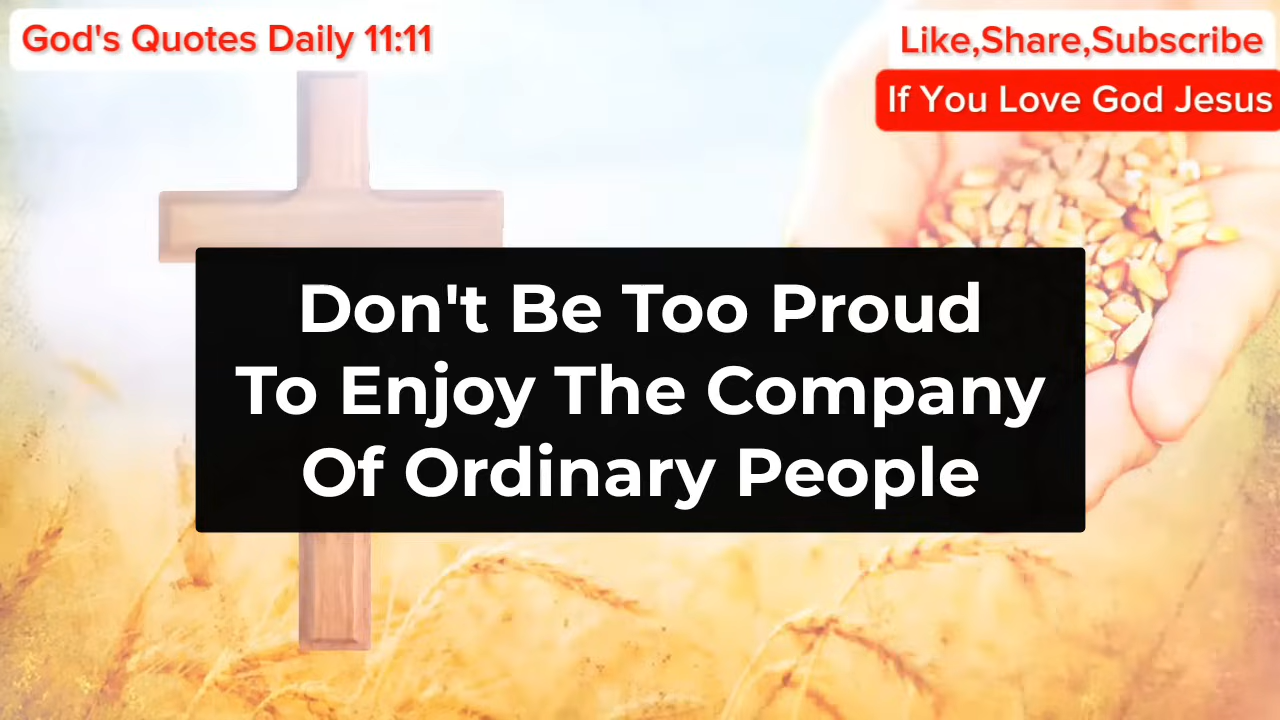 God's Quotes Daily 11:11
Like,Share,Subscribe
If You Love God Jesus
Don't Be Too Proud
To Enjoy The Company
Of Ordinary People